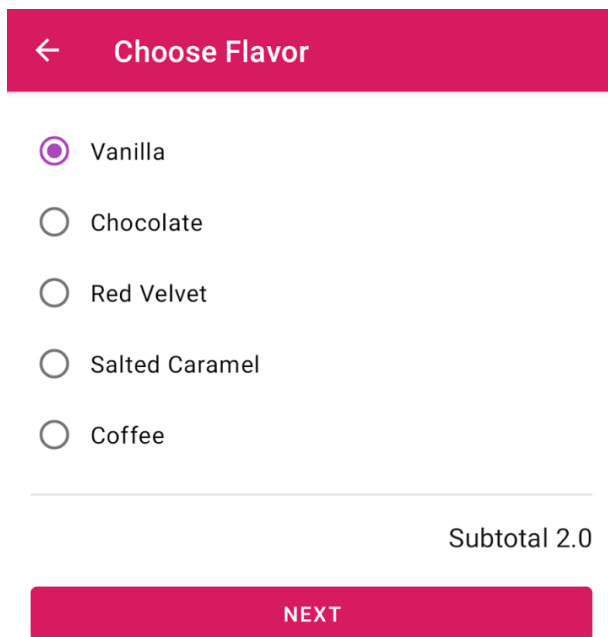 Choose Flavor
Vanilla
Chocolate
Red Velvet
Salted Caramel
Coffee
Subtotal 2.0
NEXT